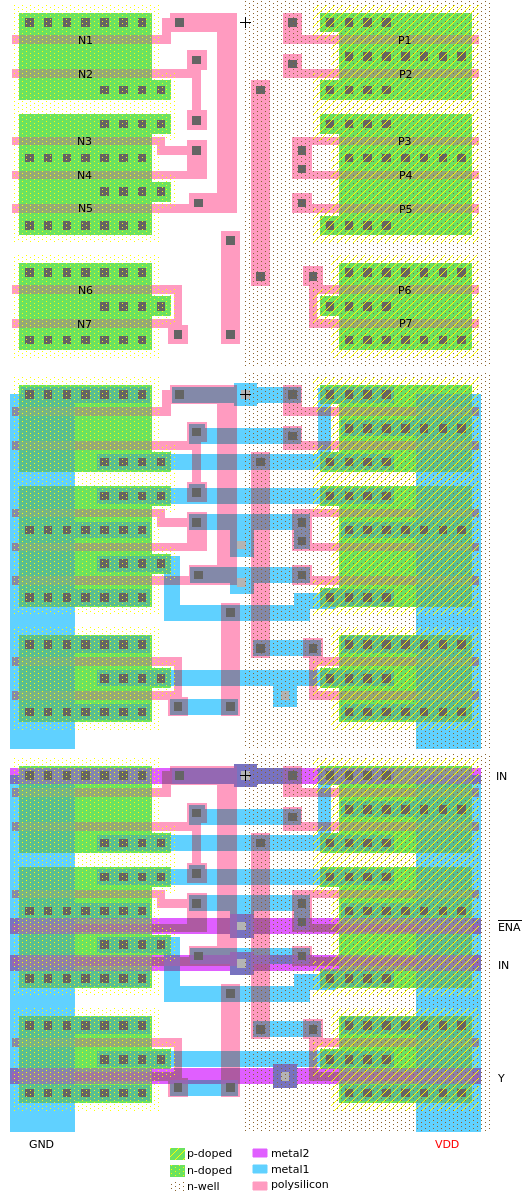 N1 P1
N2 P2
N3 P3
N4 P4
N5 P5
N6 P6
N7 P7
IN
ENA
IN
Y
GND VDD
p-doped metal2
n-doped metal1
n-well polysilicon